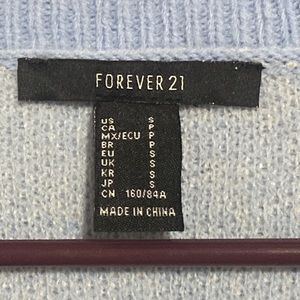 FOREVER 21
US S
CA P
MX/ECU P
BR P
EU S
UK S
KR S
JP S
CN 160/84A
MADE IN CHINA